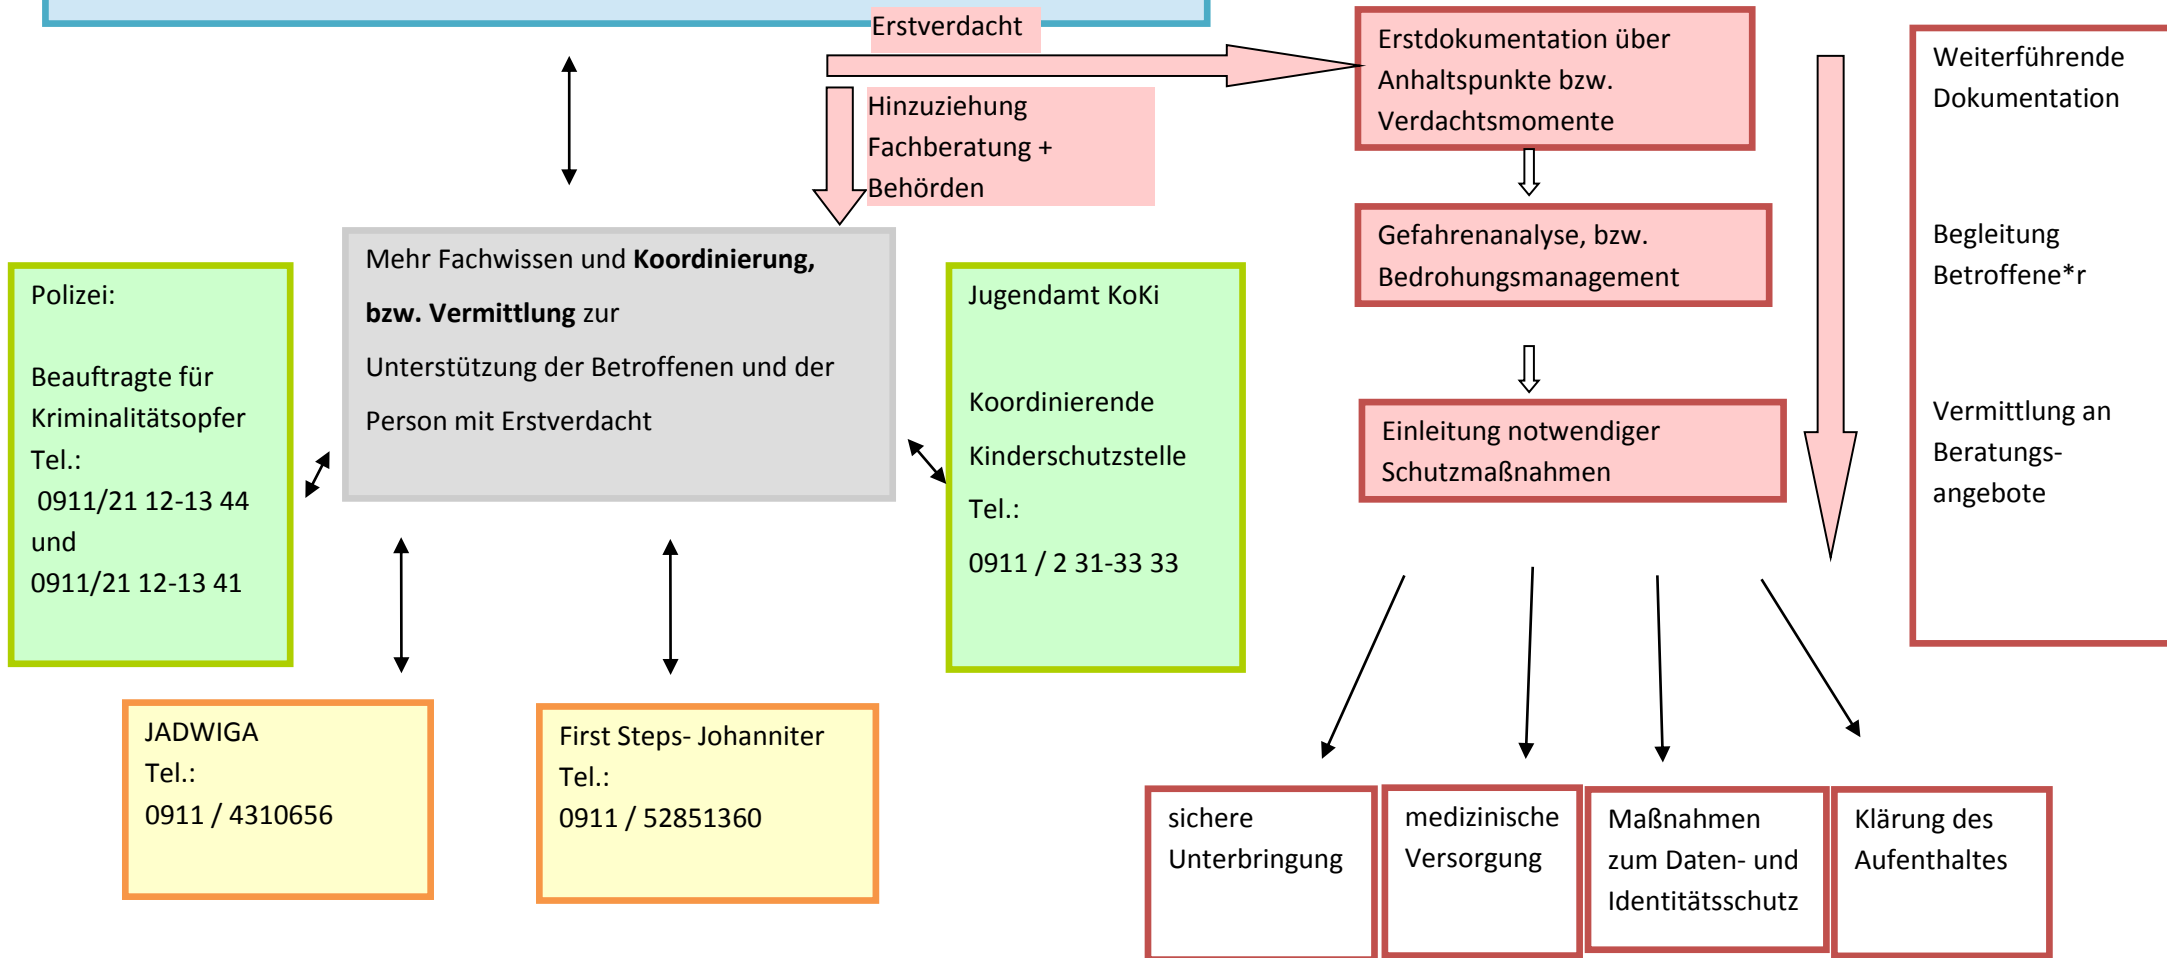 Erstverdacht
Hinzuziehung
Fachberatung +
Behörden
Erstdokumentation über
Anhaltspunkte bzw.
Verdachtsmomente
Gefahrenanalyse, bzw.
Bedrohungsmanagement
Einleitung notwendiger
Schutzmaßnahmen
Weiterführende
Dokumentation
Begleitung
Betroffene*r
Vermittlung an
Beratungs-
angebote
Polizei:
Beauftragte für
Kriminalitätsopfer
Tel.:
0911/21 12-13 44
und
0911/21 12-13 41
Mehr Fachwissen und Koordinierung,
bzw. Vermittlung zur
Unterstützung der Betroffenen und der
Person mit Erstverdacht
Jugendamt KoKi
Koordinierende
Kinderschutzstelle
Tel.:
0911 / 2 31-33 33
JADWIGA
Tel.:
0911 / 4310656
First Steps- Johanniter
Tel.:
0911 / 52851360
sichere
Unterbringung
medizinische
Versorgung
Maßnahmen
zum Daten- und
Identitätsschutz
Klärung des
Aufenthaltes